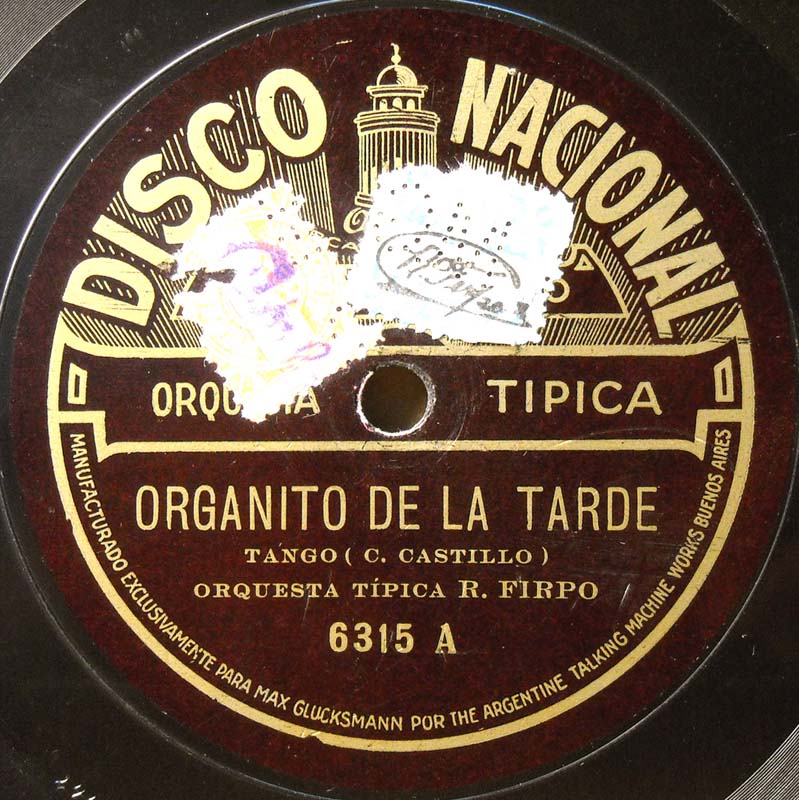 DISCO NACIONAL
ORQUESTA TIPICA
ORGANITO DE LA TARDE
TANGO ( C. CASTILLO )
ORQUESTA TÍPICA R. FIRPO
6315 A
MANUFACTURADO EXCLUSIVAMENTE PARA MAX GLUCKSMANN POR THE ARGENTINE TALKING MACHINE WORKS BUENOS AIRES